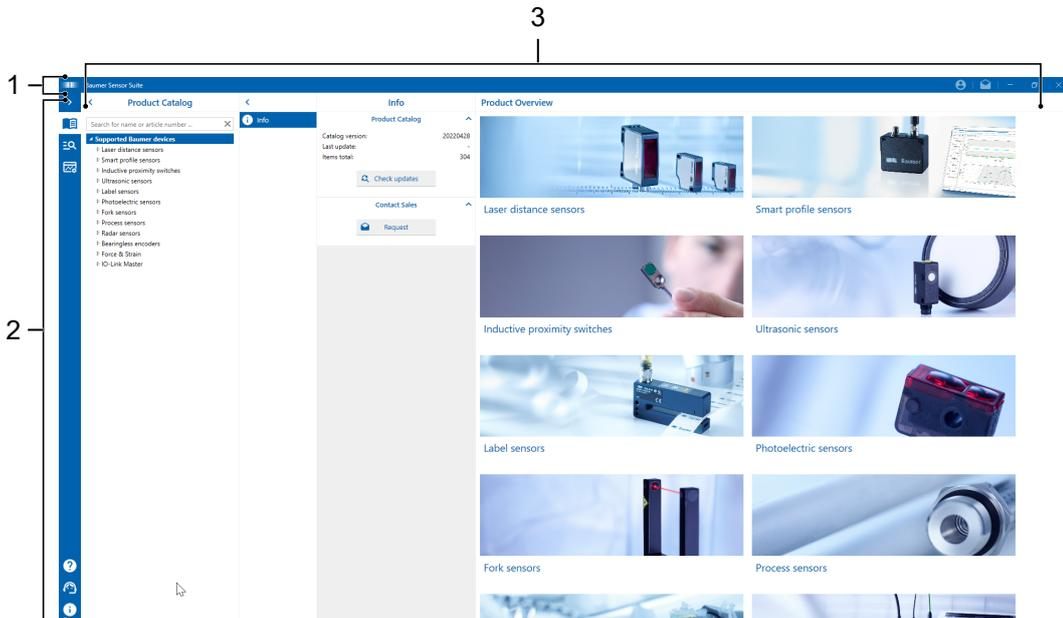 3
1
Baumer Sensor Suite
2
Product Catalog
Info
Product Overview
Search for name or article number ...
Info
Product Catalog
Supported Baumer devices
Laser distance sensors
Smart profile sensors
Inductive proximity switches
Ultrasonic sensors
Label sensors
Photoelectric sensors
Fork sensors
Process sensors
Radar sensors
Bearingless encoders
Force & Strain
IO-Link Master
Catalog version: 20220428
Last update: -
Items total: 304
Check updates
Contact Sales
Request
Baumer
Laser distance sensors
Smart profile sensors
Inductive proximity switches
Ultrasonic sensors
Label sensors
Photoelectric sensors
Fork sensors
Process sensors